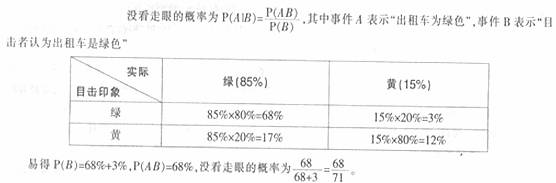 没看走眼的概率为 P(A|B)=P(AB)/P(B),其中事件 A 表示“出租车为绿色”,事件 B 表示“目
击者认为出租车是绿色”
实际
目击印象
绿(85%)
黄(15%)
绿
85%×80%=68%
15%×20%=3%
黄
85%×20%=17%
15%×80%=12%
易得 P(B)=68%+3%,P(AB)=68%,没看走眼的概率为68/68+3=68/71。